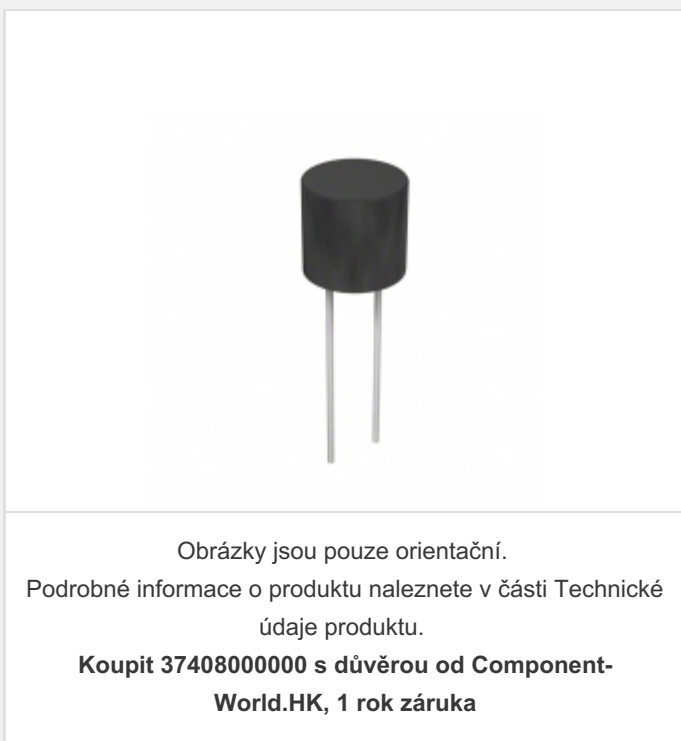 Obrázky jsou pouze orientační.
Podrobné informace o produktu naleznete v části Technické
údaje produktu.
Koupit 37408000000 s důvěrou od Component-
World.HK, 1 rok záruka